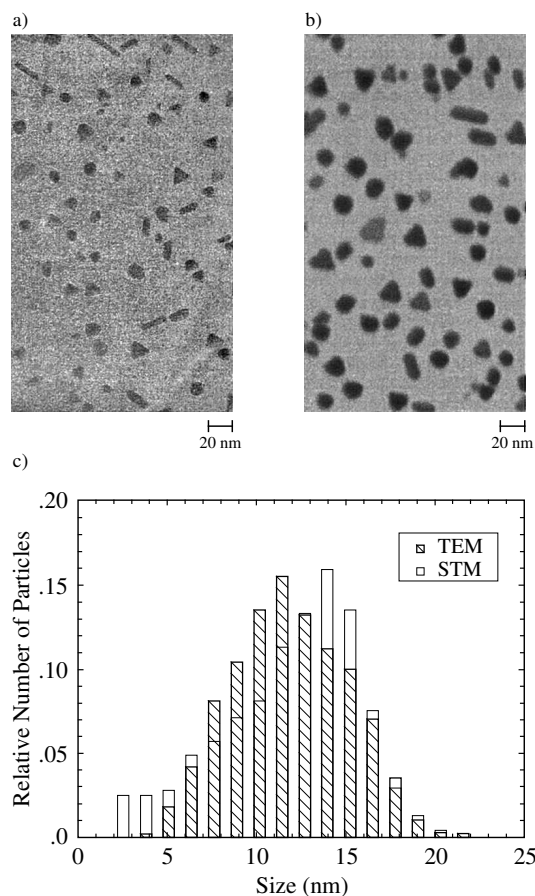 a)
b)
20 nm
20 nm
c)
.20
.15
.10
.05
.0
0
5
10
15
20
25
Relative Number of Particles
Size (nm)
TEM
STM